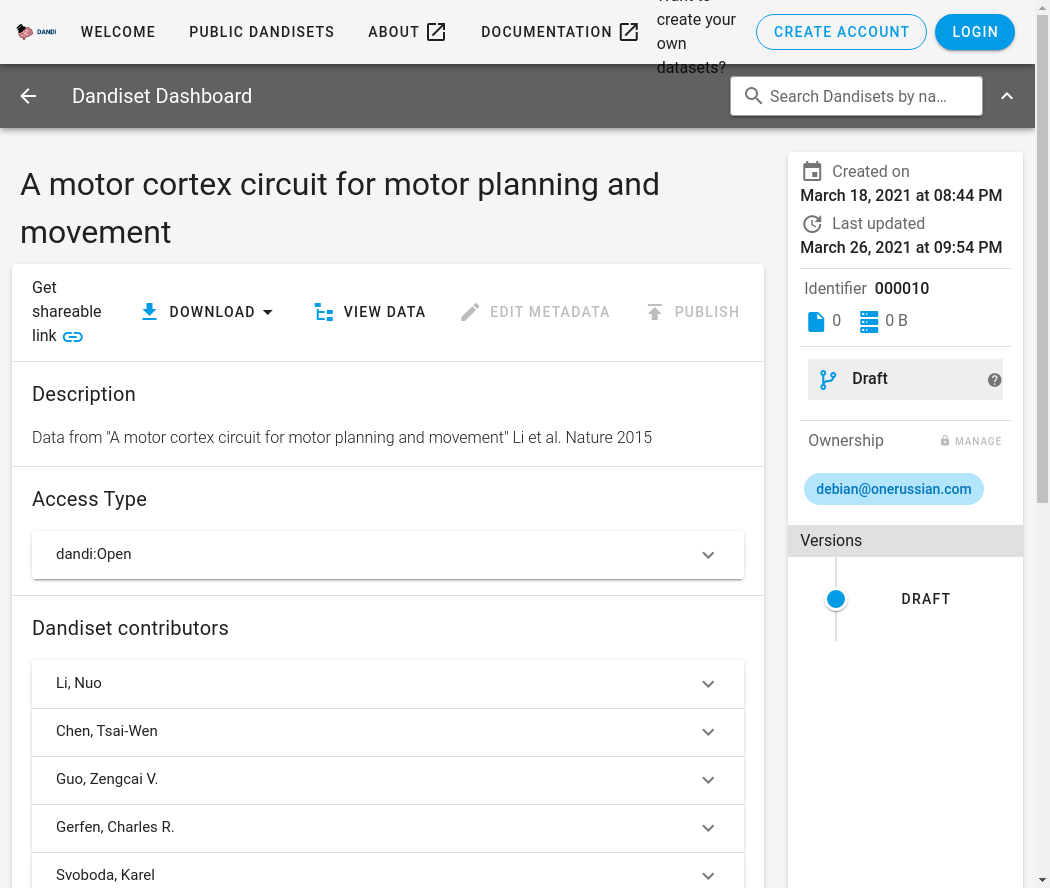 DANDI
WELCOME
PUBLIC DANDISETS
ABOUT
DOCUMENTATION
create your
own
datasets?
CREATE ACCOUNT
LOGIN
Dandiset Dashboard
Search Dandisets by na…
A motor cortex circuit for motor planning and
movement
Get
shareable
link
DOWNLOAD
VIEW DATA
EDIT METADATA
PUBLISH
Description
Data from "A motor cortex circuit for motor planning and movement" Li et al. Nature 2015
Access Type
dandi:Open
Dandiset contributors
Li, Nuo
Chen, Tsai-Wen
Guo, Zengcai V.
Gerfen, Charles R.
Svoboda, Karel
Created on
March 18, 2021 at 08:44 PM
Last updated
March 26, 2021 at 09:54 PM
Identifier 000010
0
0 B
Draft
Ownership
MANAGE
debian@onerussian.com
Versions
DRAFT